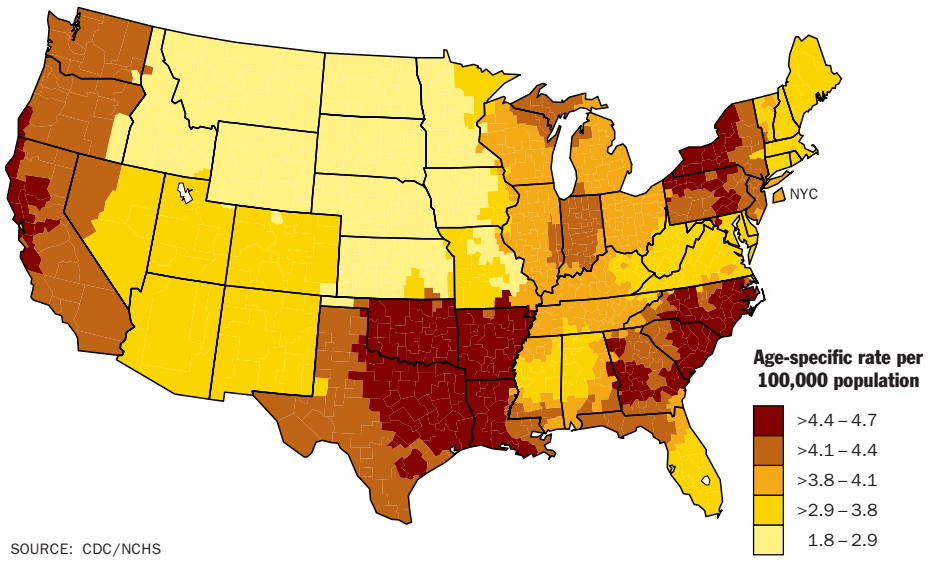 NYC
Age-specific rate per
100,000 population
>4.4 – 4.7
>4.1 – 4.4
>3.8 – 4.1
>2.9 – 3.8
1.8 – 2.9
SOURCE: CDC/NCHS